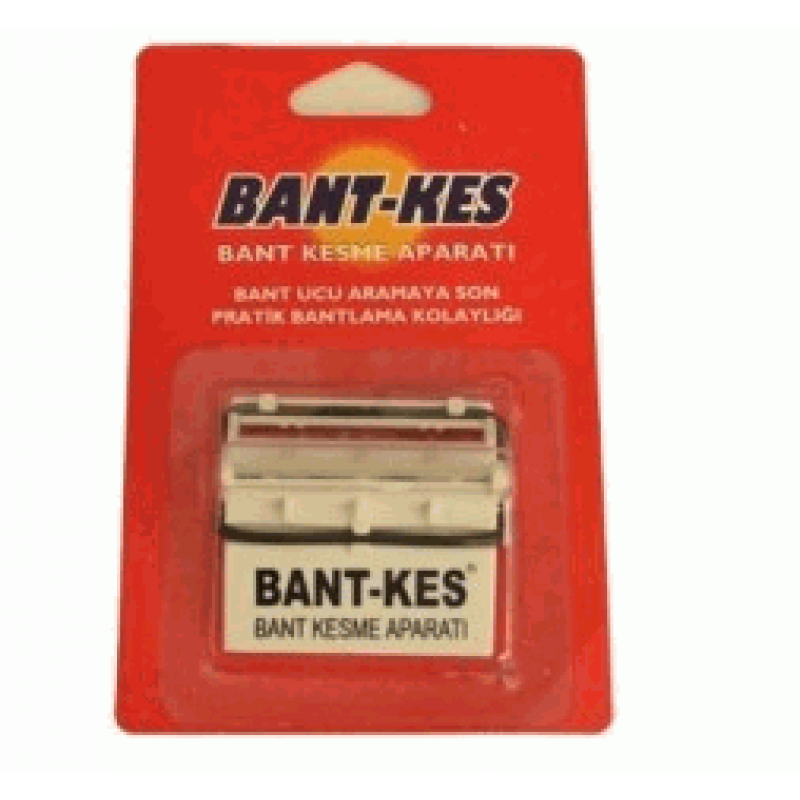 BANT-KES
BANT KESME APARATI
BANT UCU ARAMAYA SON
PRATİK BANTLAMA KOLAYLIĞI
BANT-KES®
BANT KESME APARATI